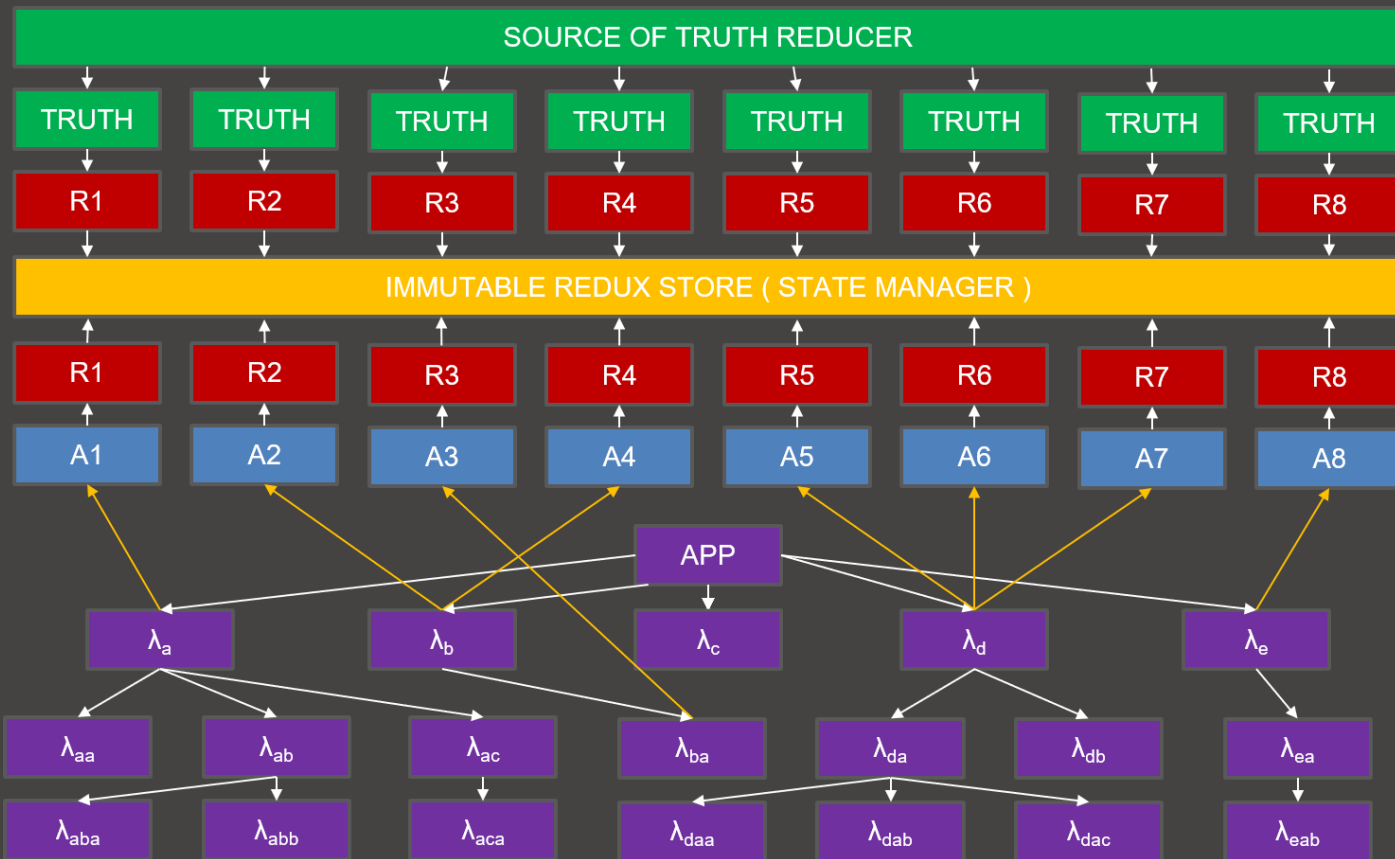 SOURCE OF TRUTH REDUCER
TRUTH TRUTH TRUTH TRUTH TRUTH TRUTH TRUTH TRUTH
R1 R2 R3 R4 R5 R6 R7 R8
IMMUTABLE REDUX STORE ( STATE MANAGER )
R1 R2 R3 R4 R5 R6 R7 R8
A1 A2 A3 A4 A5 A6 A7 A8
APP
λa λb λc λd λe
λaa λab λac λba λda λdb λea
λaba λabb λaca λdaa λdab λdac λeab